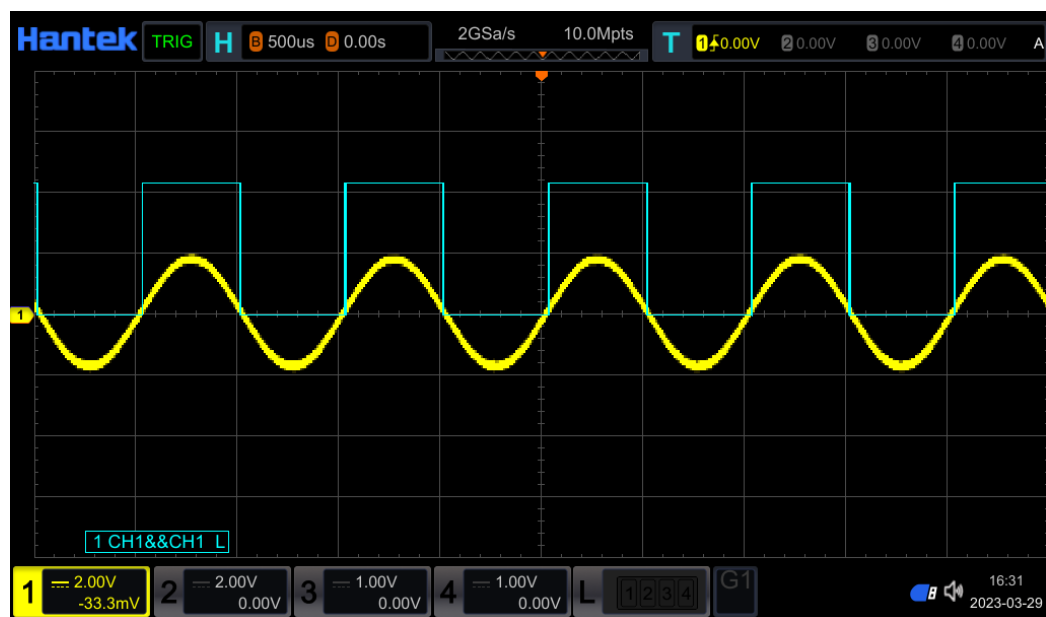 Hantek TRIG H B 500us D 0.00s 2GSa/s 10.0Mpts T 1 0.00V 2 0.00V 3 0.00V 4 0.00V A
1
1 CH1&&CH1 L
1 2.00V -33.3mV 2 2.00V 0.00V 3 1.00V 0.00V 4 1.00V 0.00V L 1 2 3 4 G1 16:31
2023-03-29